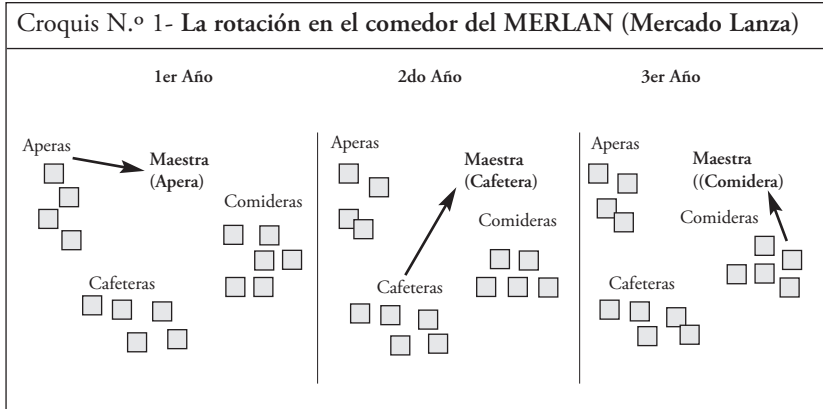 Croquis N.º 1- La rotación en el comedor del MERLAN (Mercado Lanza)
1er Año
Aperas
Maestra
(Apera)
Comideras
Cafeteras
2do Año
Aperas
Maestra
(Cafetera)
Comideras
Cafeteras
3er Año
Aperas
Maestra
((Comidera)
Comideras
Cafeteras